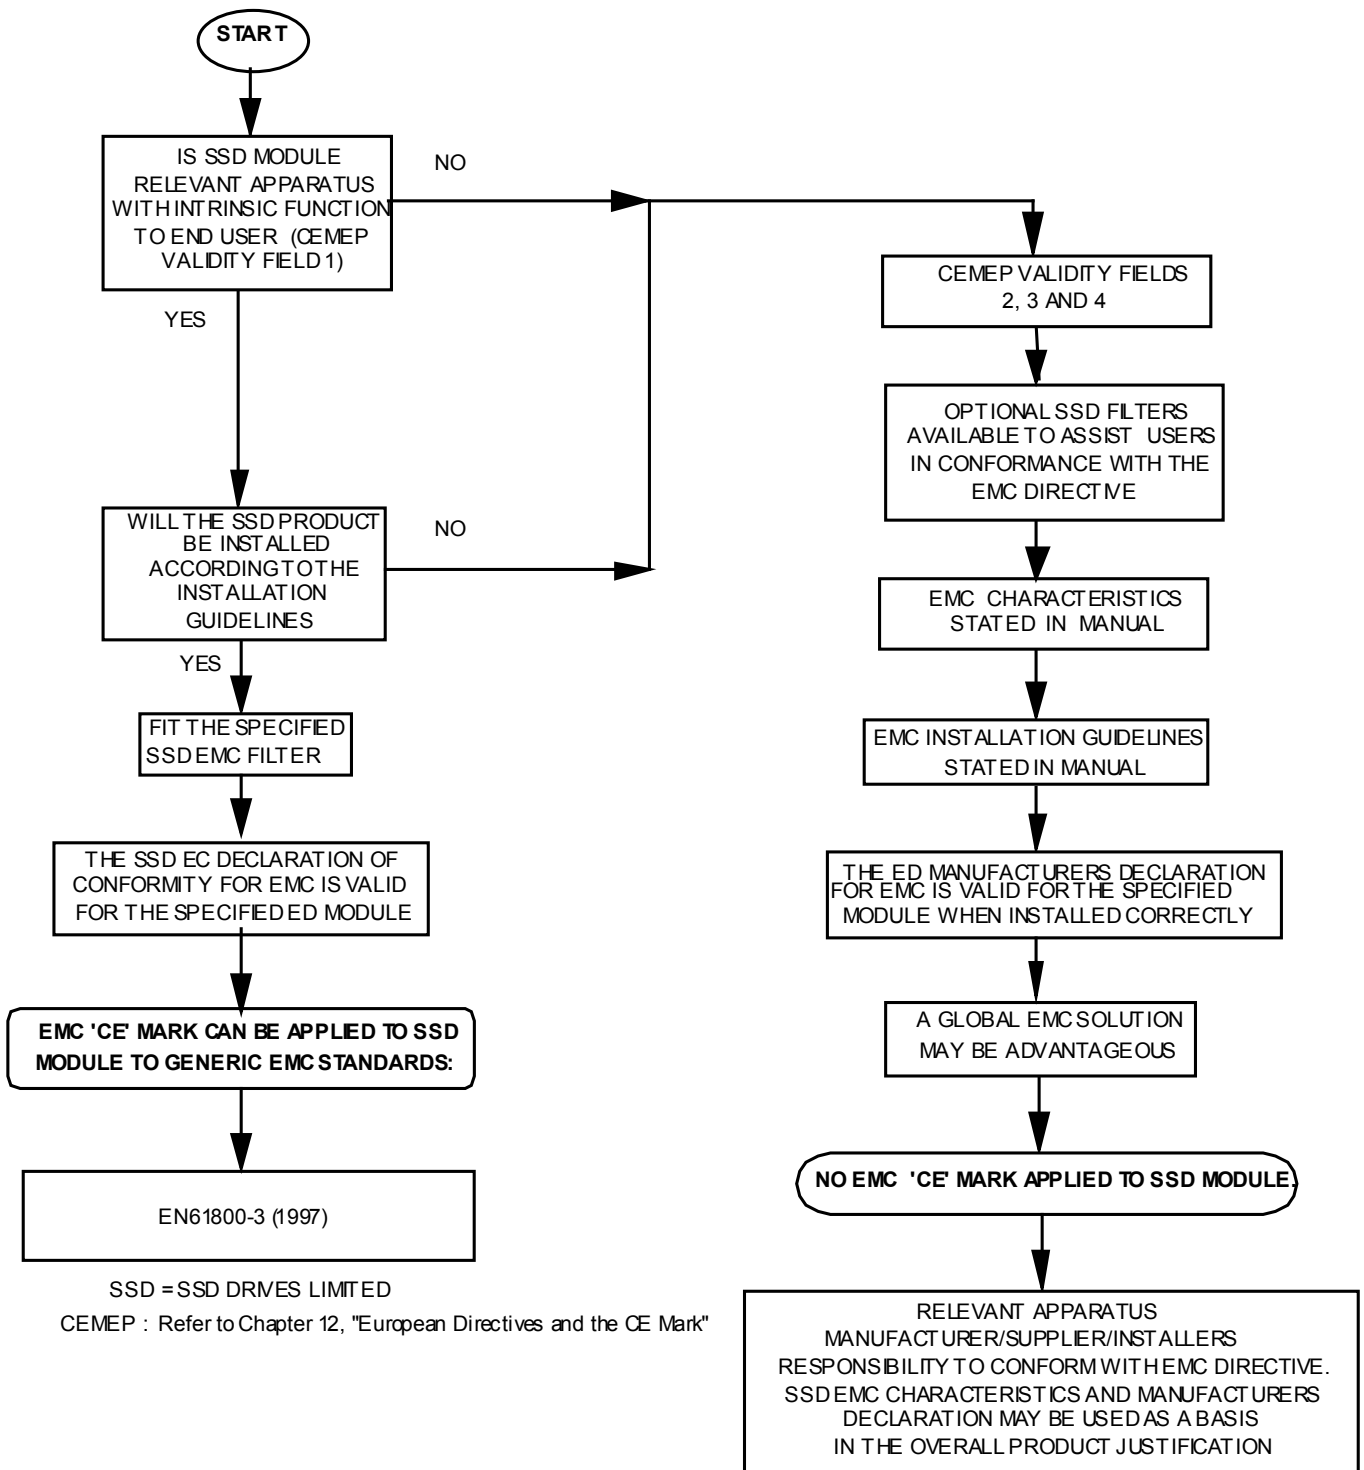 START
IS SSD MODULE
RELEVANT APPARATUS
WITH INTRINSIC FUNCTION
TO END USER (CEMEP
VALIDITY FIELD 1)
NO
YES
WILL THE SSD PRODUCT
BE INSTALLED
ACCORDING TO THE
INSTALLATION
GUIDELINES
NO
YES
FIT THE SPECIFIED
SSD EMC FILTER
THE SSD EC DECLARATION OF
CONFORMITY FOR EMC IS VALID
FOR THE SPECIFIED ED MODULE
EMC 'CE' MARK CAN BE APPLIED TO SSD
MODULE TO GENERIC EMC STANDARDS:
EN61800-3 (1997)
SSD = SSD DRIVES LIMITED
CEMEP : Refer to Chapter 12, "European Directives and the CE Mark"
CEMEP VALIDITY FIELDS
2, 3 AND 4
OPTIONAL SSD FILTERS
AVAILABLE TO ASSIST USERS
IN CONFORMANCE WITH THE
EMC DIRECTIVE
EMC CHARACTERISTICS
STATED IN MANUAL
EMC INSTALLATION GUIDELINES
STATED IN MANUAL
THE ED MANUFACTURERS DECLARATION
FOR EMC IS VALID FOR THE SPECIFIED
MODULE WHEN INSTALLED CORRECTLY
A GLOBAL EMC SOLUTION
MAY BE ADVANTAGEOUS
NO EMC 'CE' MARK APPLIED TO SSD MODULE.
RELEVANT APPARATUS
MANUFACTURER/SUPPLIER/INSTALLERS
RESPONSIBILITY TO CONFORM WITH EMC DIRECTIVE.
SSD EMC CHARACTERISTICS AND MANUFACTURERS
DECLARATION MAY BE USED AS A BASIS
IN THE OVERALL PRODUCT JUSTIFICATION